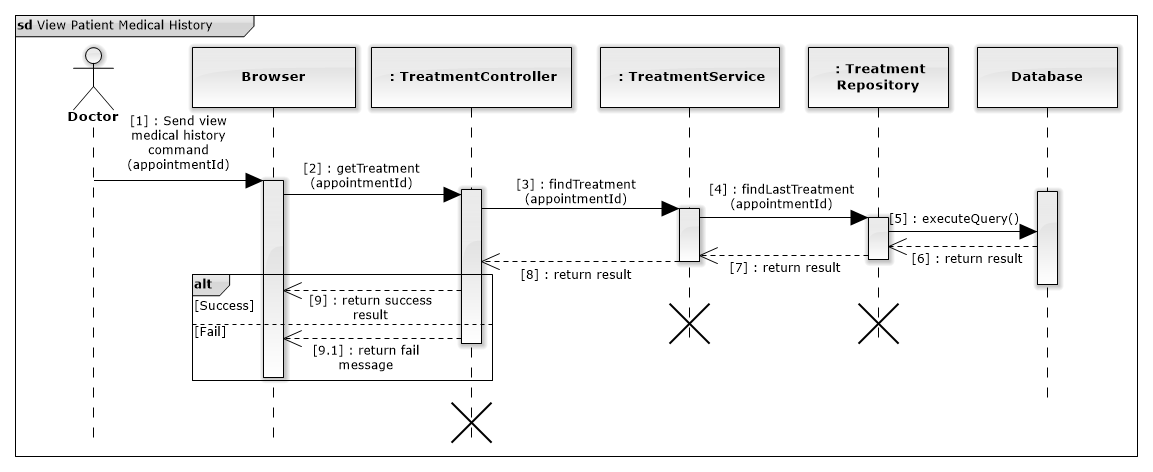 sd View Patient Medical History
Doctor
Browser
: TreatmentController
: TreatmentService
: Treatment
Repository
Database
[1] : Send view
medical history
command
(appointmentId)
[2] : getTreatment
(appointmentId)
[3] : findTreatment
(appointmentId)
[4] : findLastTreatment
(appointmentId)
[5] : executeQuery()
[6] : return result
[7] : return result
[8] : return result
alt
[Success]
[9] : return success
result
[Fail]
[9.1] : return fail
message